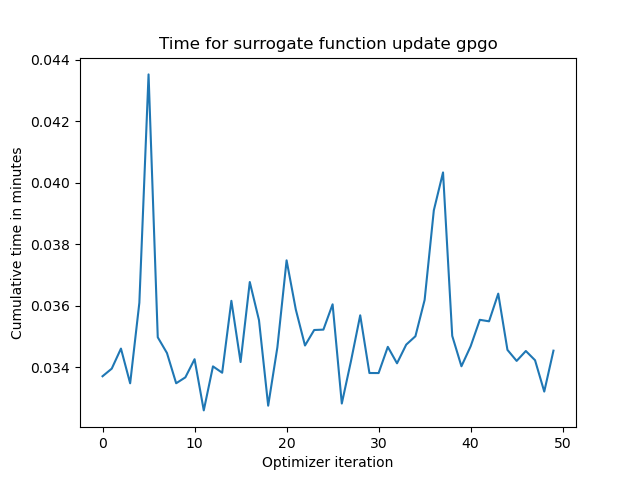 Time for surrogate function update gpgo
Cumulative time in minutes
0.044
0.042
0.040
0.038
0.036
0.034
0 10 20 30 40 50
Optimizer iteration